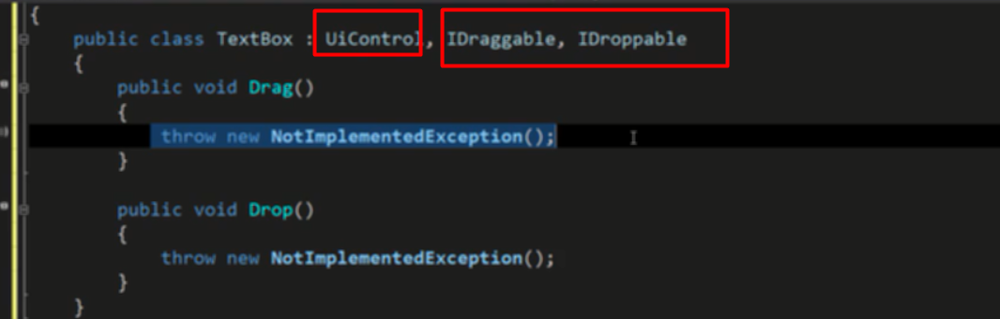 {
public class TextBox : UiControl, IDraggable, IDroppable
{
public void Drag()
{
throw new NotImplementedException();
}
public void Drop()
{
throw new NotImplementedException();
}
}